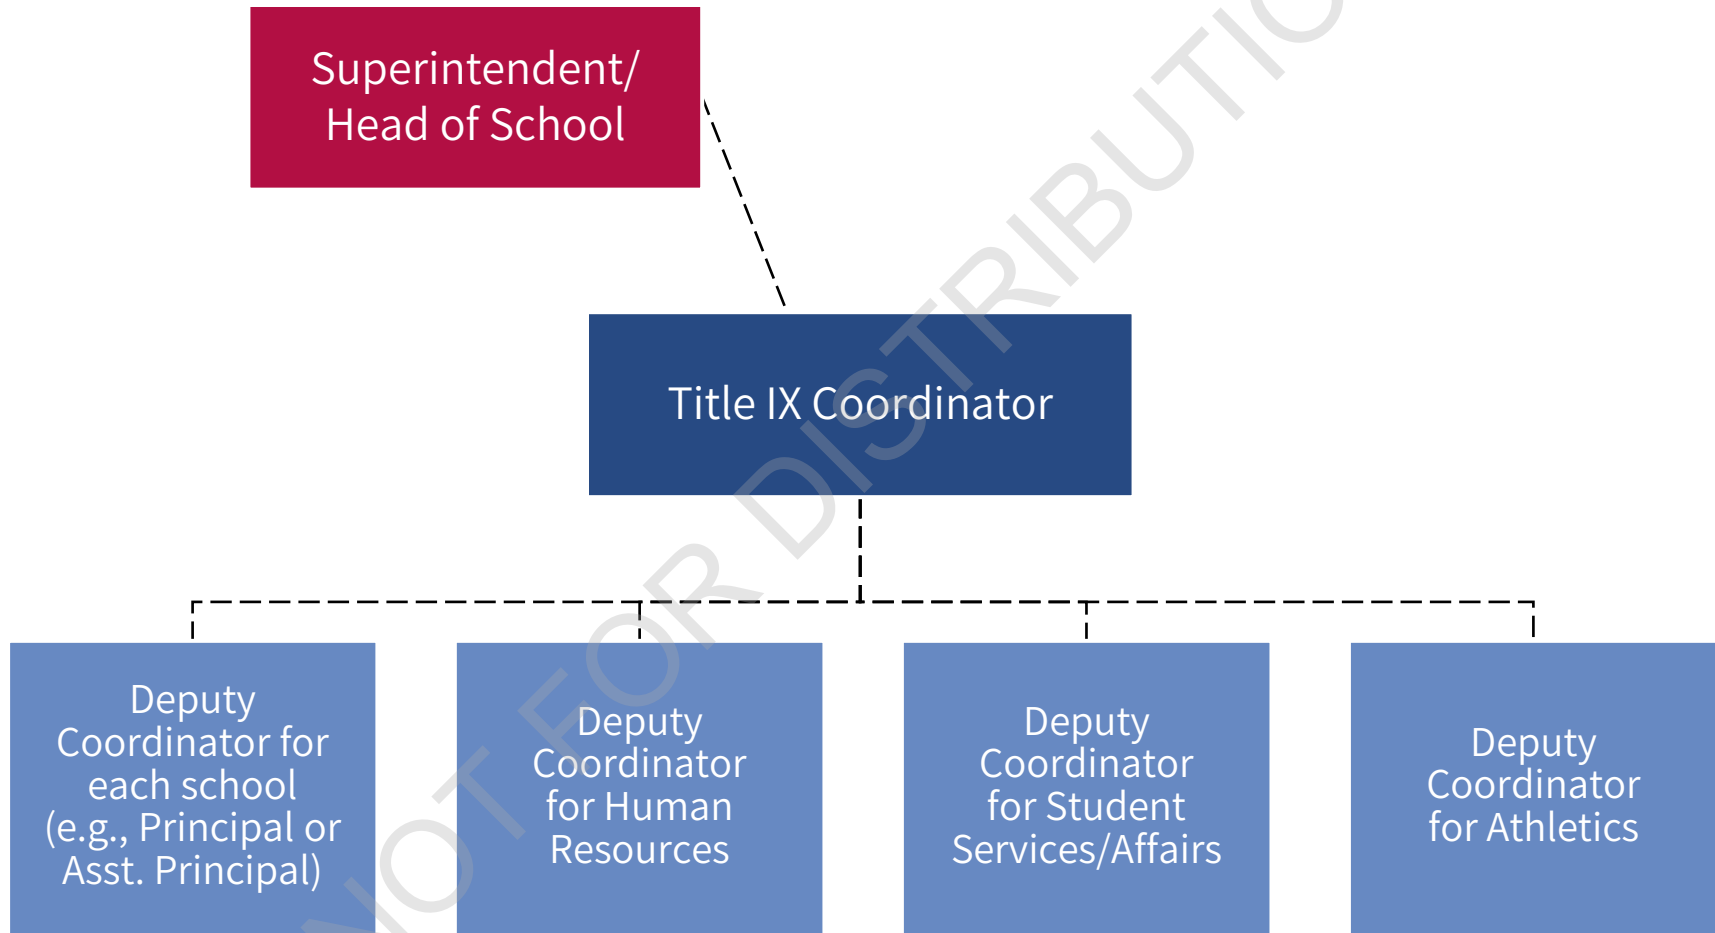 Superintendent/
Head of School
Title IX Coordinator
Deputy
Coordinator for
each school
(e.g., Principal or
Asst. Principal)
Deputy
Coordinator
for Human
Resources
Deputy
Coordinator
for Student
Services/Affairs
Deputy
Coordinator
for Athletics
NOT FOR DISTRIBUTIO